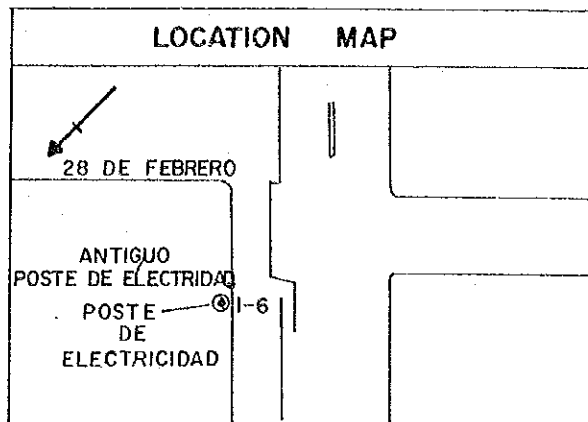 LOCATION MAP
28 DE FEBRERO
ANTIGUO
POSTE DE ELECTRIDAD
POSTE
DE
ELECTRICIDAD
I-6